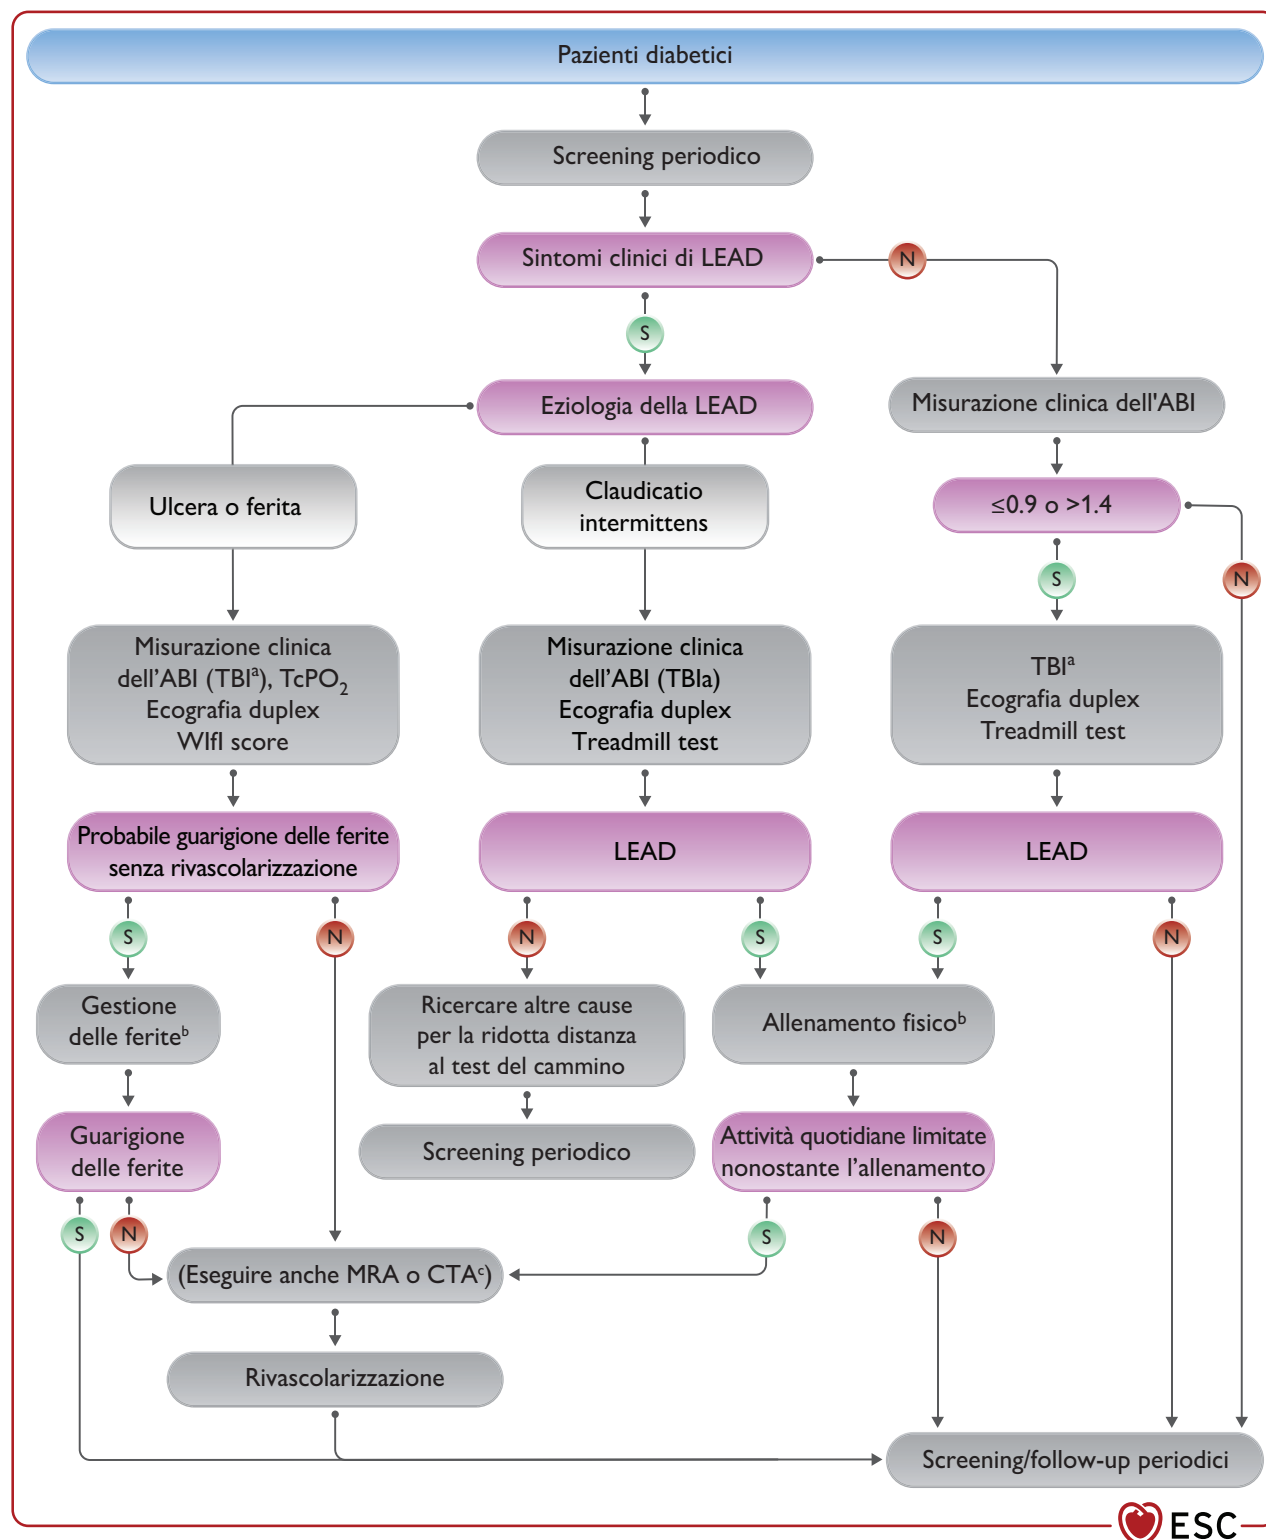 Pazienti diabetici
Screening periodico
Sintomi clinici di LEAD
N
S
Eziologia della LEAD
Misurazione clinica dell'ABI
Ulcera o ferita
Claudicatio
intermittens
≤0.9 o >1.4
S
N
Misurazione clinica
dell’ABI (TBIᵃ), TcPO₂
Ecografia duplex
WIfI score
Misurazione clinica
dell’ABI (TBIa)
Ecografia duplex
Treadmill test
TBIᵃ
Ecografia duplex
Treadmill test
Probabile guarigione delle ferite
senza rivascolarizzazione
LEAD
LEAD
S
N
N
S
S
N
Gestione
delle feriteᵇ
Ricercare altre cause
per la ridotta distanza
al test del cammino
Allenamento fisicoᵇ
Guarigione
delle ferite
Screening periodico
Attività quotidiane limitate
nonostante l’allenamento
S
N
S
N
(Eseguire anche MRA o CTAᶜ)
Rivascolarizzazione
Screening/follow-up periodici
ESC